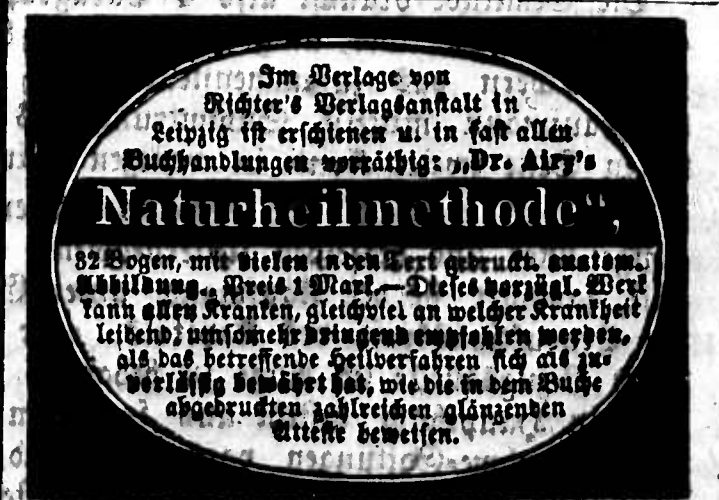 Im Verlage von
Richter's Verlagsanstalt in
Leipzig ist erschienen u. in fast allen
Buchhandlungen vorräthig: „Dr. Airy's
Naturheilmethode“,
32 Bogen, mit vielen in den Text gedruckt. anatom.
Abbildung., Preis 1 Mark.—Dieses vorzügl. Werk
kann allen Kranken, gleichviel an welcher Krankheit
leidend, umsomehr dringend empfohlen werden,
als das betreffende Heilverfahren sich als zu-
verlässig bewährt hat, wie die in dem Buche
abgedruckten zahlreichen glänzenden
Atteste beweisen.